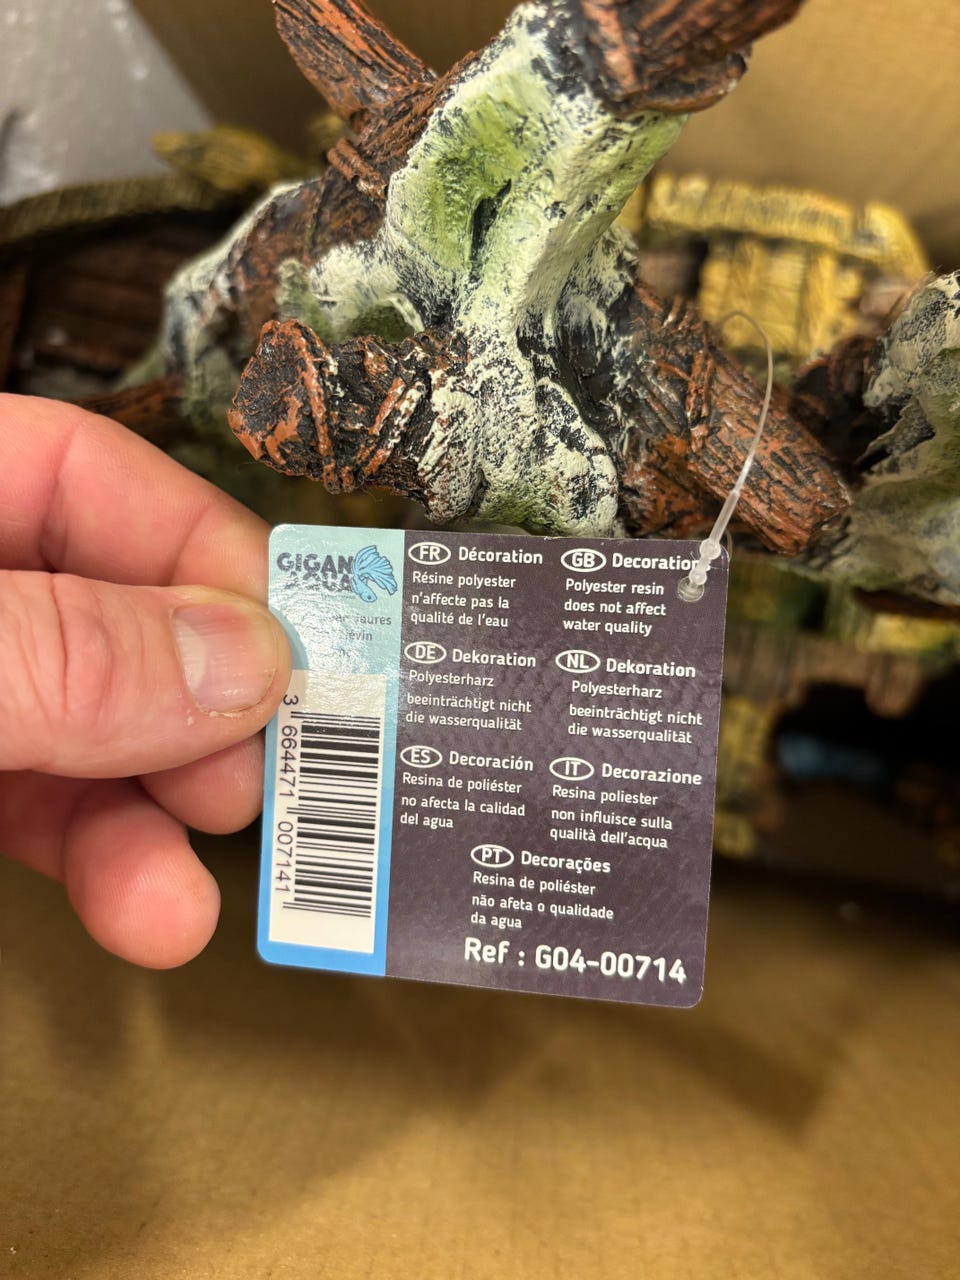 GIGAN
AQUA
FR Décoration
Résine polyester
n'affecte pas la
qualité de l'eau
GB Decoration
Polyester resin
does not affect
water quality
DE Dekoration
Polyesterharz
beeinträchtigt nicht
die wasserqualität
NL Dekoration
Polyesterharz
beeinträchtigt nicht
die wasserqualität
ES Decoración
Resina de poliéster
no afecta la calidad
del agua
IT Decorazione
Resina poliester
non influisce sulla
qualità dell'acqua
PT Decorações
Resina de poliéster
não afeta o qualidade
da agua
Ref : G04-00714
3 664471 007141